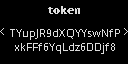 token
< TYupJR9dXQYYswNfP >
xkFFf6YqLdz6DDjf8